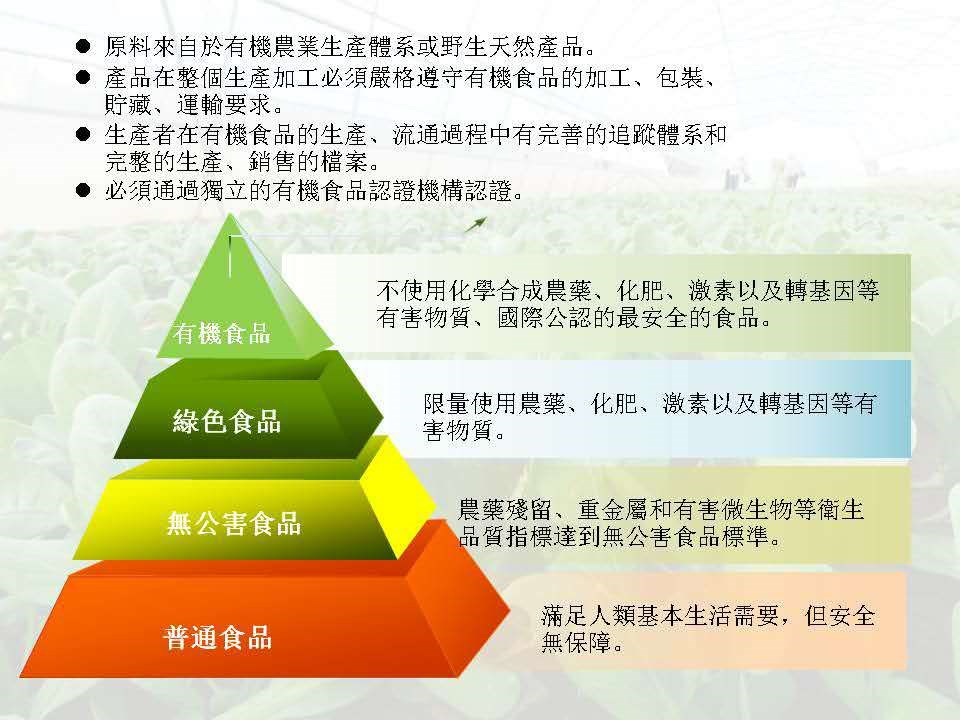 ● 原料來自於有機農業生產體系或野生天然產品。
● 產品在整個生產加工必須嚴格遵守有機食品的加工、包裝、
貯藏、運輸要求。
● 生產者在有機食品的生產、流通過程中有完善的追蹤體系和
完整的生產、銷售的檔案。
● 必須通過獨立的有機食品認證機構認證。
有機食品
不使用化學合成農藥、化肥、激素以及轉基因等
有害物質、國際公認的最安全的食品。
綠色食品
限量使用農藥、化肥、激素以及轉基因等有
害物質。
無公害食品
農藥殘留、重金屬和有害微生物等衛生
品質指標達到無公害食品標準。
普通食品
滿足人類基本生活需要，但安全
無保障。